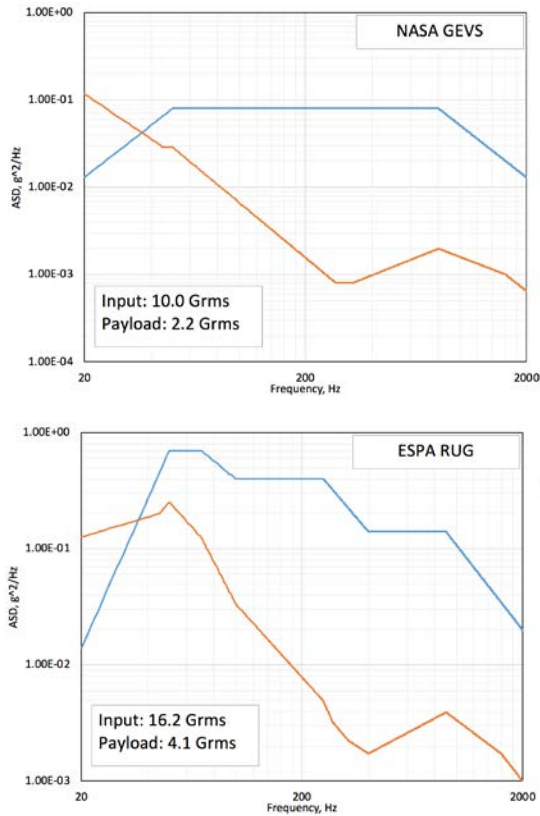 NASA GEVS
1.00E+00
1.00E-01
1.00E-02
1.00E-03
1.00E-04
ASD, g^2/Hz
Input: 10.0 Grms
Payload: 2.2 Grms
20 200 2000
Frequency, Hz
ESPA RUG
1.00E+00
1.00E-01
1.00E-02
1.00E-03
ASD, g^2/Hz
Input: 16.2 Grms
Payload: 4.1 Grms
20 200 2000
Frequency, Hz